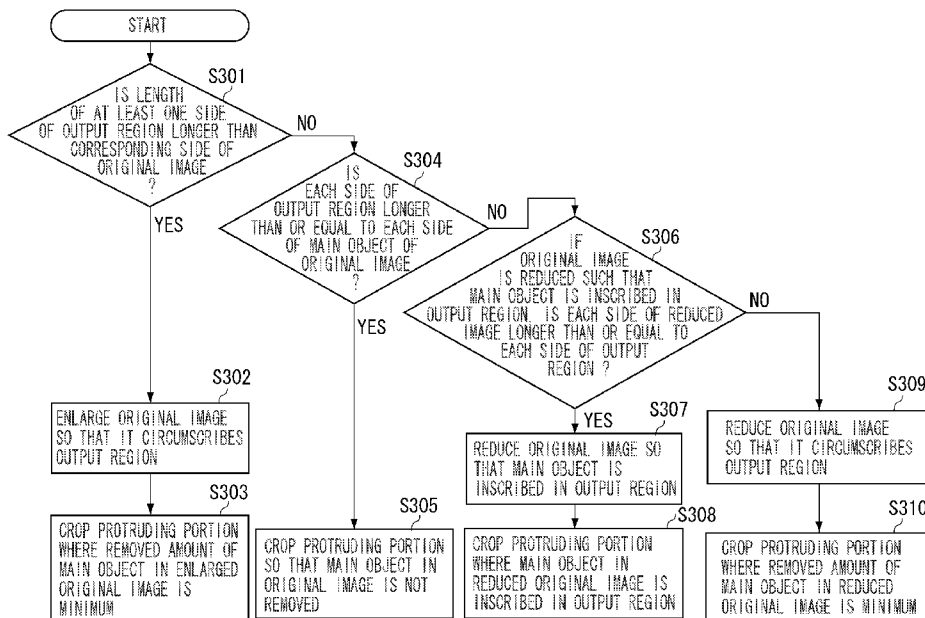 START
S301
IS LENGTH
OF AT LEAST ONE SIDE
OF OUTPUT REGION LONGER THAN
CORRESPONDING SIDE OF
ORIGINAL IMAGE
?
NO
YES
S304
IS
EACH SIDE OF
OUTPUT REGION LONGER
THAN OR EQUAL TO EACH SIDE
OF MAIN OBJECT OF
ORIGINAL IMAGE
?
NO
YES
S306
IF
ORIGINAL IMAGE
IS REDUCED SUCH THAT
MAIN OBJECT IS INSCRIBED IN
OUTPUT REGION, IS EACH SIDE OF REDUCED
IMAGE LONGER THAN OR EQUAL TO
EACH SIDE OF OUTPUT
REGION ?
NO
YES
S302
ENLARGE ORIGINAL IMAGE
SO THAT IT CIRCUMSCRIBES
OUTPUT REGION
S303
CROP PROTRUDING PORTION
WHERE REMOVED AMOUNT OF
MAIN OBJECT IN ENLARGED
ORIGINAL IMAGE IS
MINIMUM
S305
CROP PROTRUDING PORTION
SO THAT MAIN OBJECT IN
ORIGINAL IMAGE IS NOT
REMOVED
S307
REDUCE ORIGINAL IMAGE SO
THAT MAIN OBJECT IS
INSCRIBED IN OUTPUT REGION
S308
CROP PROTRUDING PORTION
WHERE MAIN OBJECT IN
REDUCED ORIGINAL IMAGE IS
INSCRIBED IN OUTPUT REGION
S309
REDUCE ORIGINAL IMAGE
SO THAT IT CIRCUMSCRIBES
OUTPUT REGION
S310
CROP PROTRUDING PORTION
WHERE REMOVED AMOUNT OF
MAIN OBJECT IN REDUCED
ORIGINAL IMAGE IS MINIMUM